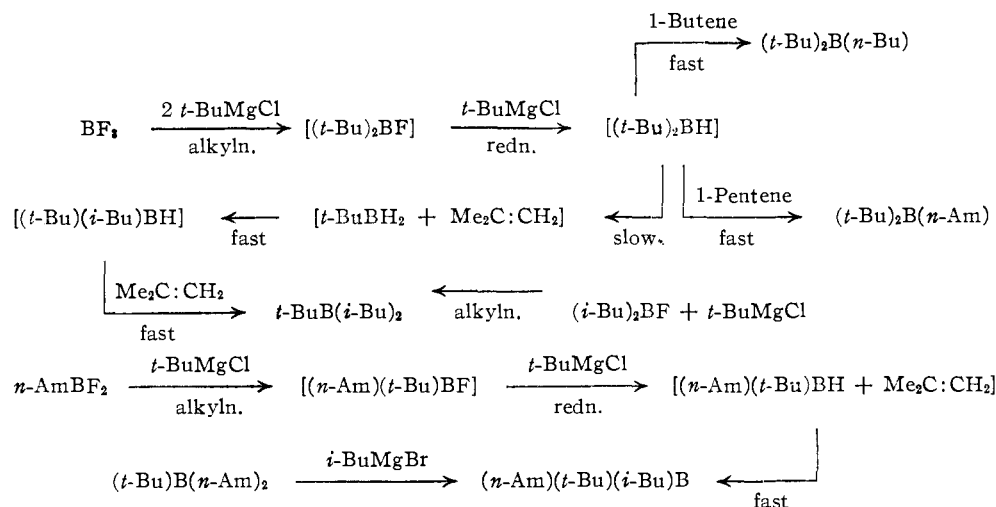 1-Butene
(t-Bu)₂B(n-Bu)
fast
2 t-BuMgCl t-BuMgCl
BF₃ [(t-Bu)₂BF] [(t-Bu)₂BH]
alkyln. redn.
1-Pentene
[(t-Bu)(i-Bu)BH] [t-BuBH₂ + Me₂C:CH₂] (t-Bu)₂B(n-Am)
fast slow. fast
Me₂C:CH₂
t-BuB(i-Bu)₂ (i-Bu)₂BF + t-BuMgCl
fast alkyln.
t-BuMgCl t-BuMgCl
n-AmBF₂ [(n-Am)(t-Bu)BF] [(n-Am)(t-Bu)BH + Me₂C:CH₂]
alkyln. redn.
i-BuMgBr
(t-Bu)B(n-Am)₂ (n-Am)(t-Bu)(i-Bu)B
fast